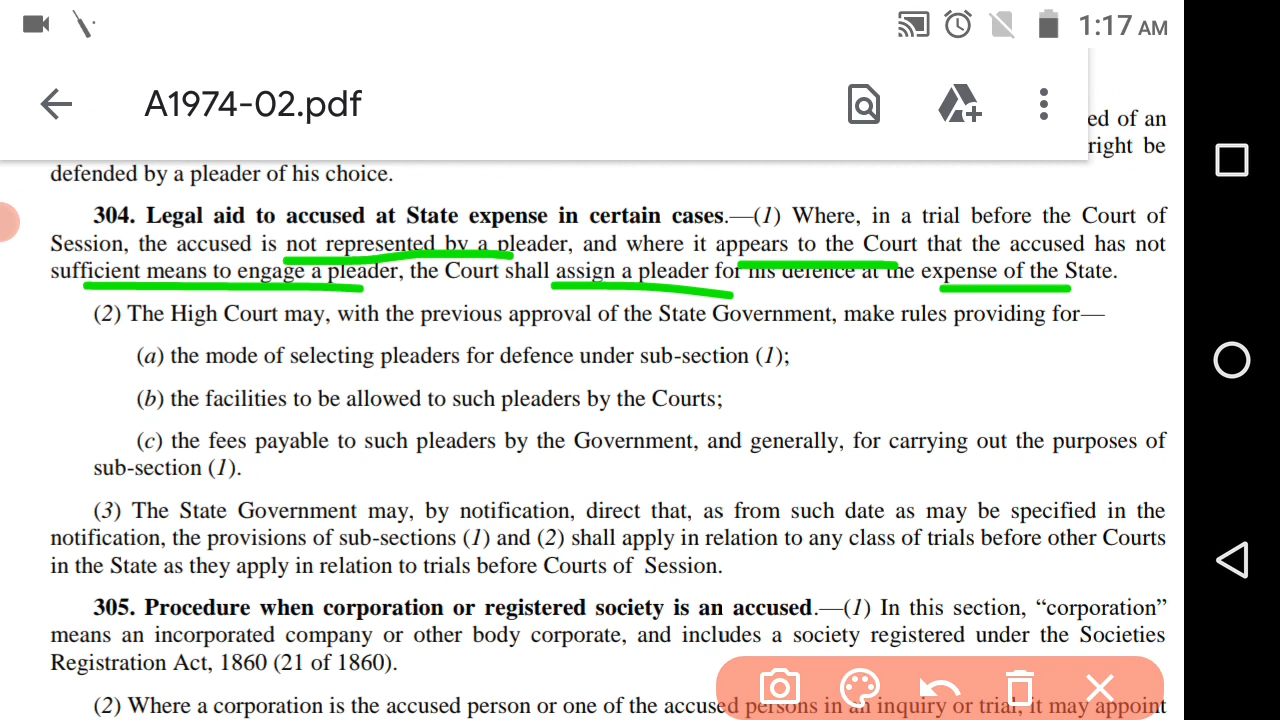 1:17 AM
A1974-02.pdf
ed of an
right be
defended by a pleader of his choice.
304. Legal aid to accused at State expense in certain cases.—(1) Where, in a trial before the Court of
Session, the accused is not represented by a pleader, and where it appears to the Court that the accused has not
sufficient means to engage a pleader, the Court shall assign a pleader for his defence at the expense of the State.
(2) The High Court may, with the previous approval of the State Government, make rules providing for—
(a) the mode of selecting pleaders for defence under sub-section (1);
(b) the facilities to be allowed to such pleaders by the Courts;
(c) the fees payable to such pleaders by the Government, and generally, for carrying out the purposes of
sub-section (1).
(3) The State Government may, by notification, direct that, as from such date as may be specified in the
notification, the provisions of sub-sections (1) and (2) shall apply in relation to any class of trials before other Courts
in the State as they apply in relation to trials before Courts of Session.
305. Procedure when corporation or registered society is an accused.—(1) In this section, “corporation”
means an incorporated company or other body corporate, and includes a society registered under the Societies
Registration Act, 1860 (21 of 1860).
(2) Where a corporation is the accused person or one of the accused persons in an inquiry or trial, it may appoint